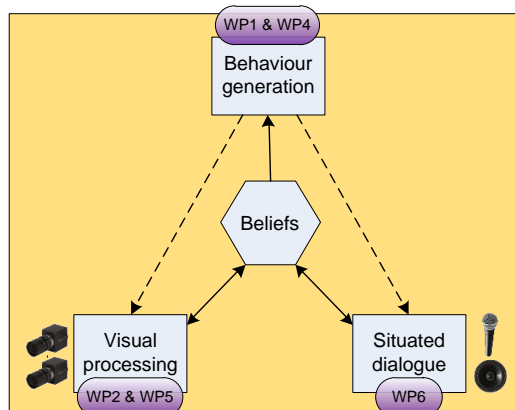 WP1 & WP4
Behaviour
generation
Beliefs
Visual
processing
WP2 & WP5
Situated
dialogue
WP6